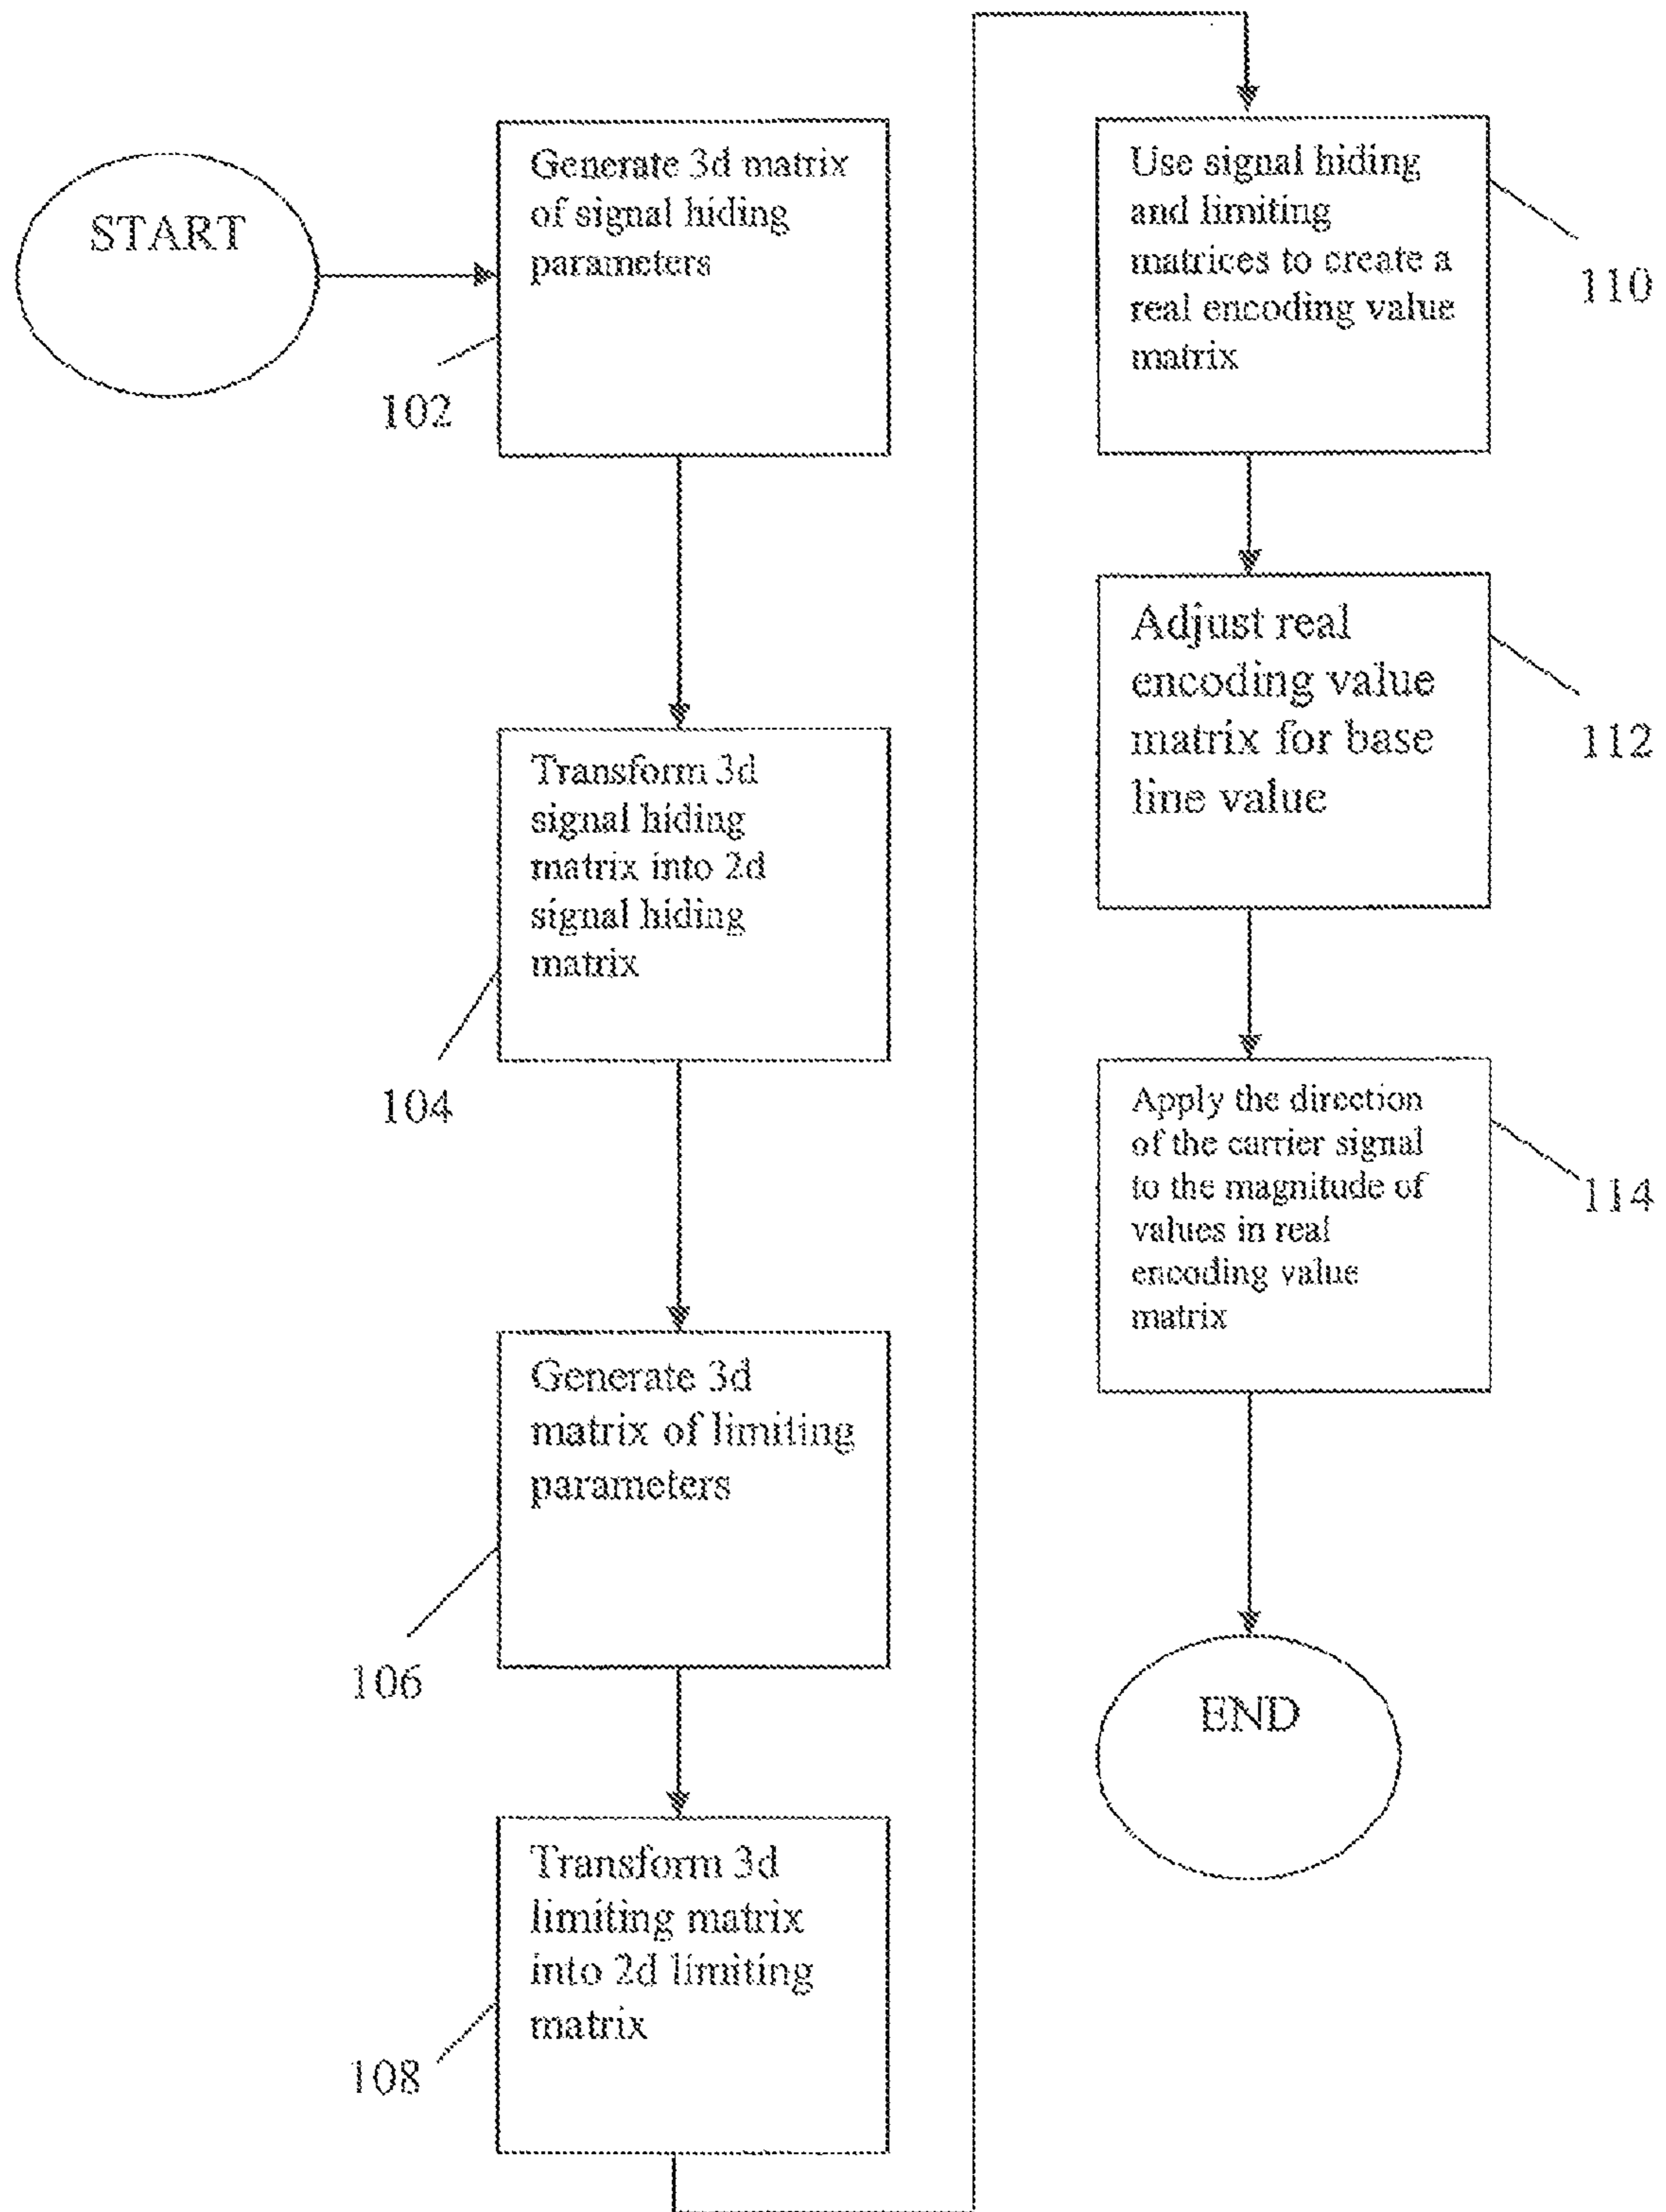 START
Generate 3d matrix
of signal hiding
parameters
102
Transform 3d
signal hiding
matrix into 2d
signal hiding
matrix
104
Generate 3d
matrix of limiting
parameters
106
Transform 3d
limiting matrix
into 2d limiting
matrix
108
Use signal hiding
and limiting
matrices to create a
real encoding value
matrix
110
Adjust real
encoding value
matrix for base
line value
112
Apply the direction
of the carrier signal
to the magnitude of
values in real
encoding value
matrix
114
END